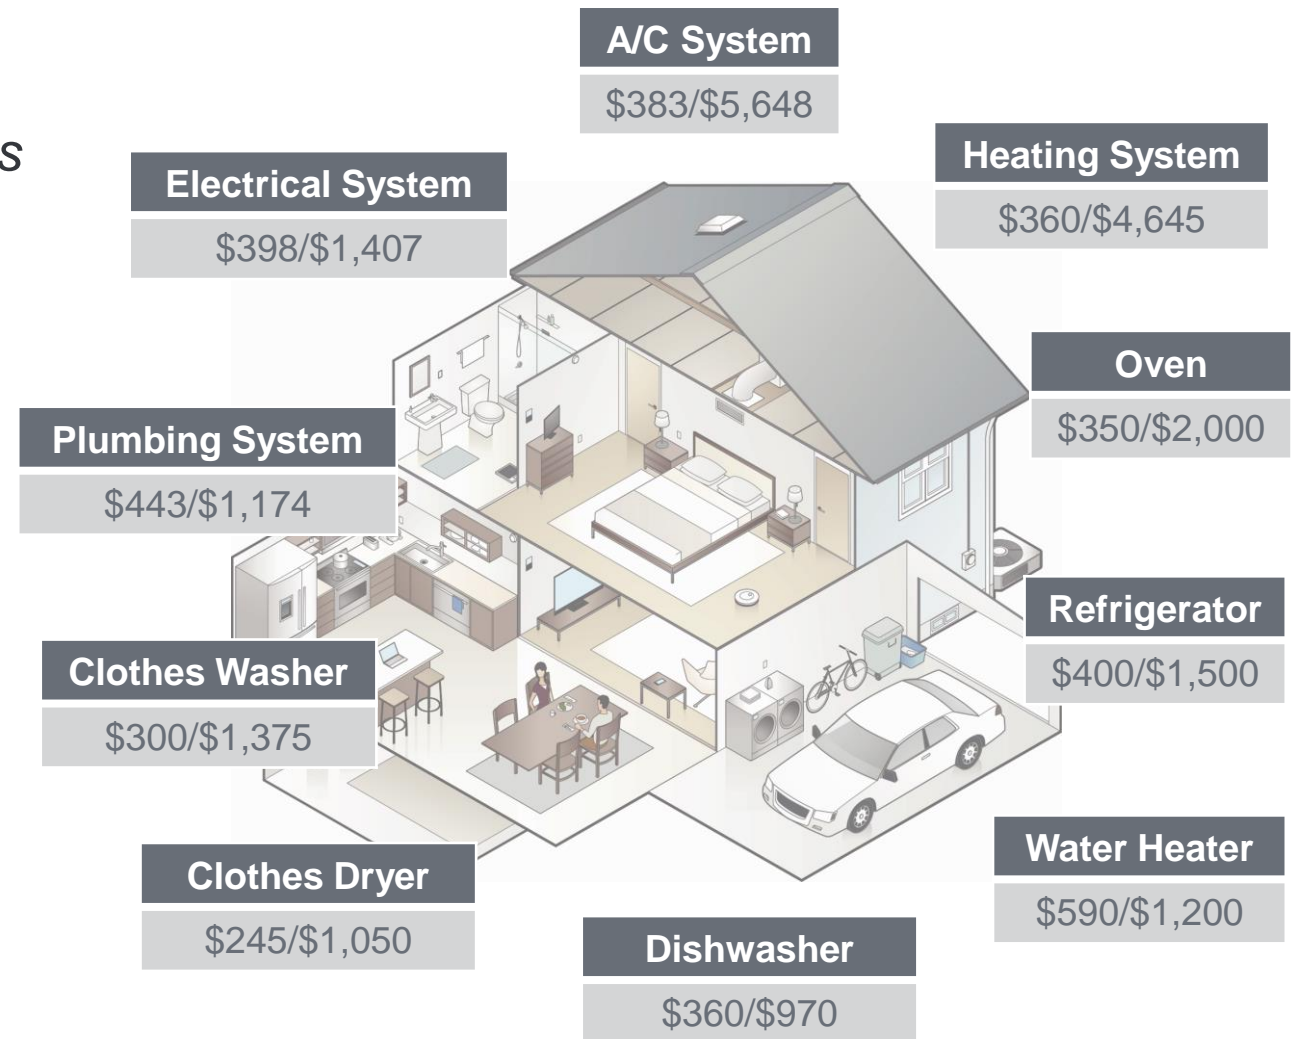 s
A/C System
$383/$5,648
Heating System
$360/$4,645
Electrical System
$398/$1,407
Oven
$350/$2,000
Plumbing System
$443/$1,174
Refrigerator
$400/$1,500
Clothes Washer
$300/$1,375
Water Heater
$590/$1,200
Clothes Dryer
$245/$1,050
Dishwasher
$360/$970